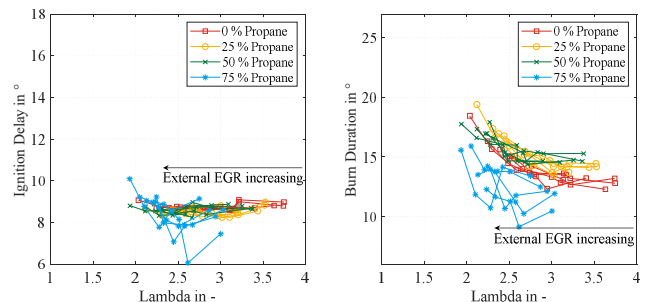 18
16
14
12
10
8
6
Ignition Delay in °
0 % Propane
25 % Propane
50 % Propane
75 % Propane
External EGR increasing
1 1.5 2 2.5 3 3.5 4
Lambda in -
25
20
15
10
Burn Duration in °
0 % Propane
25 % Propane
50 % Propane
75 % Propane
External EGR increasing
1 1.5 2 2.5 3 3.5 4
Lambda in -